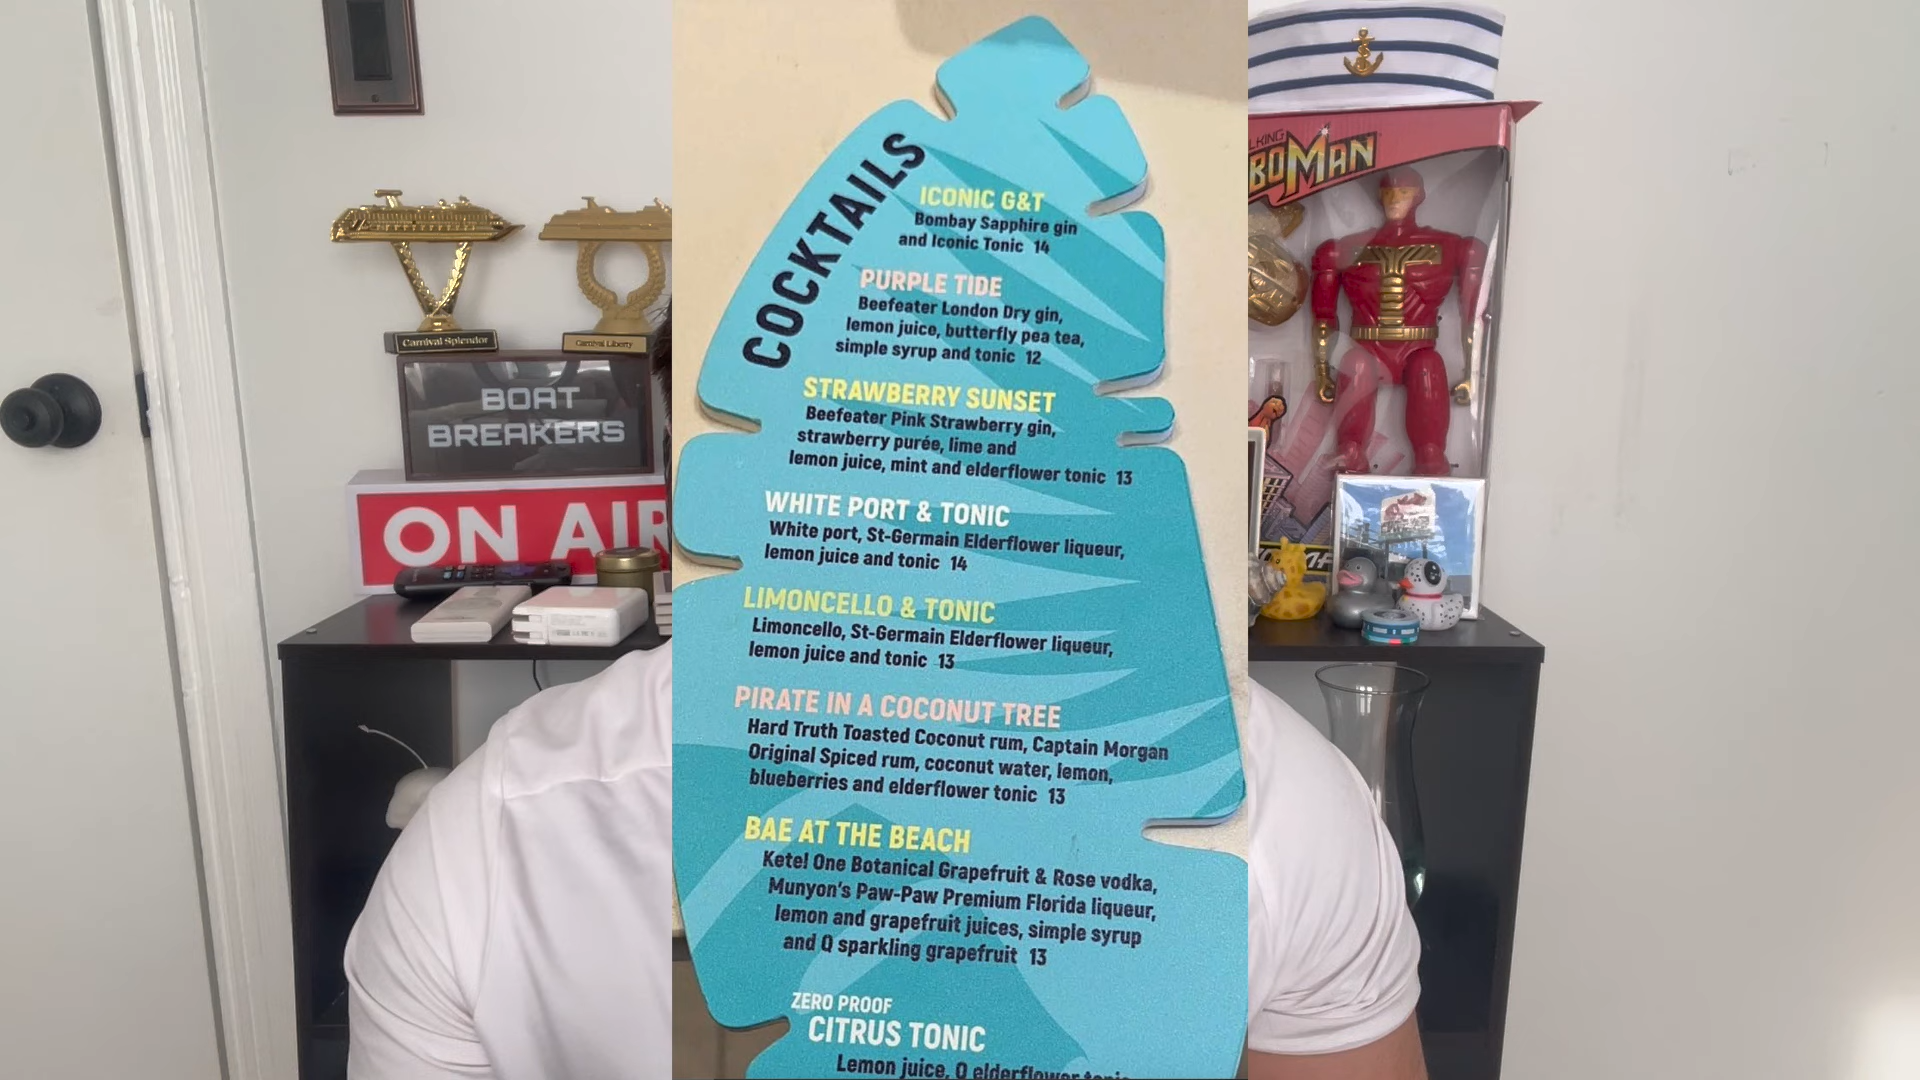 COCKTAILS
ICONIC G&T
Bombay Sapphire gin
and Iconic Tonic 14
PURPLE TIDE
Beefeater London Dry gin,
lemon juice, butterfly pea tea,
simple syrup and tonic 12
STRAWBERRY SUNSET
Beefeater Pink Strawberry gin,
strawberry purée, lime and
lemon juice, mint and elderflower tonic 13
WHITE PORT & TONIC
White port, St-Germain Elderflower liqueur,
lemon juice and tonic 14
LIMONCELLO & TONIC
Limoncello, St-Germain Elderflower liqueur,
lemon juice and tonic 13
PIRATE IN A COCONUT TREE
Hard Truth Toasted Coconut rum, Captain Morgan
Original Spiced rum, coconut water, lemon,
blueberries and elderflower tonic 13
BAE AT THE BEACH
Ketel One Botanical Grapefruit & Rose vodka,
Munyon's Paw-Paw Premium Florida liqueur,
lemon and grapefruit juices, simple syrup
and Q sparkling grapefruit 13
ZERO PROOF
CITRUS TONIC
Lemon juice, Q elderflower tonic
Carnival Splendor
Carnival Liberty
BOAT
BREAKERS
ON AIR
LKING
BOMAN